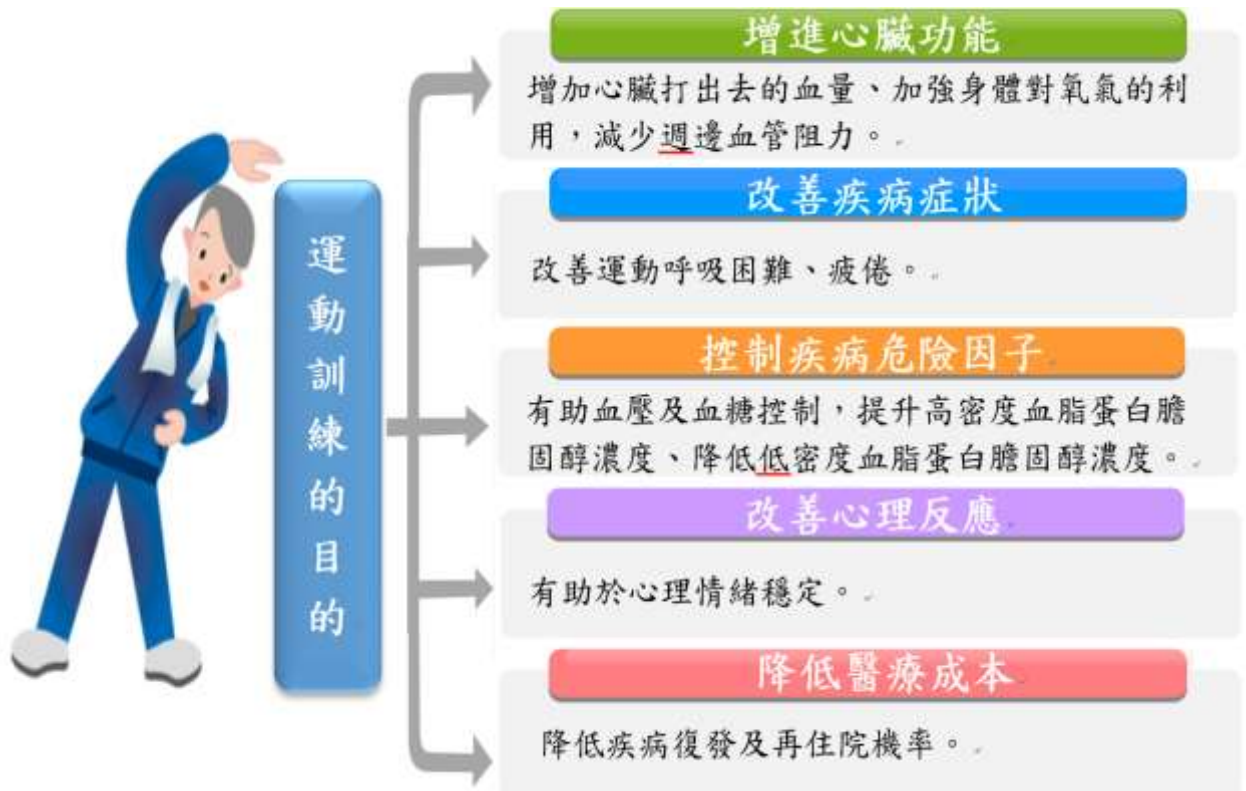 運動訓練的目的
增進心臟功能
增加心臟打出去的血量、加強身體對氧氣的利
用，減少週邊血管阻力。
改善疾病症狀
改善運動呼吸困難、疲倦。
控制疾病危險因子
有助血壓及血糖控制，提升高密度血脂蛋白膽
固醇濃度、降低低密度血脂蛋白膽固醇濃度。
改善心理反應
有助於心理情緒穩定。
降低醫療成本
降低疾病復發及再住院機率。